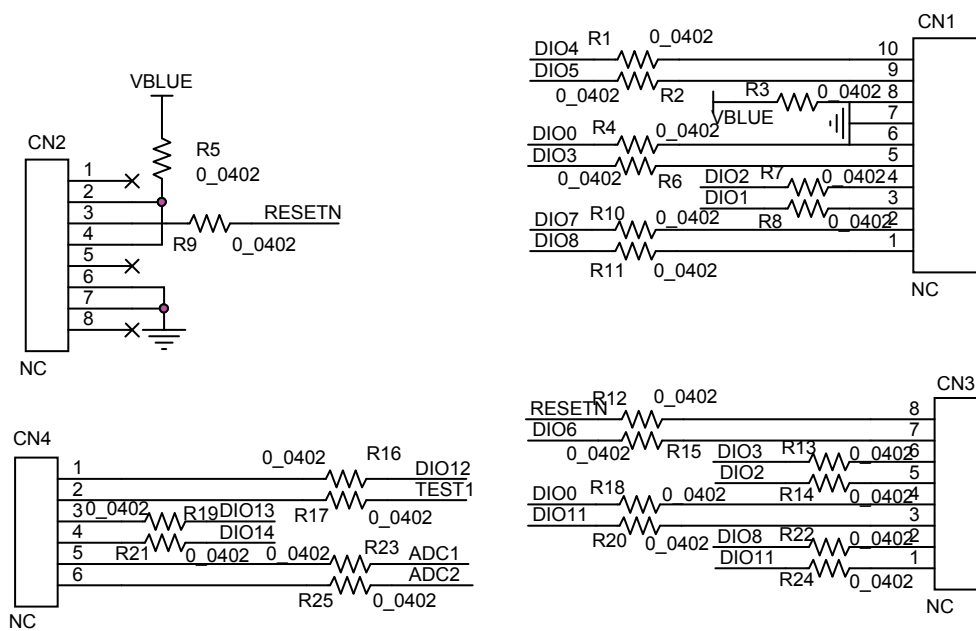 CN1
R1 0_0402
DIO4 10
DIO5 9
0_0402 R2
R3 0_0402 8
VBLUE 7
R4 0_0402
DIO0 6
DIO3 5
0_0402 R6
DIO2 R7 0_0402 4
DIO1 3
R8 0_0402
DIO7 R10 0_0402 2
DIO8 1
R11 0_0402
NC
VBLUE
CN2
R5
0_0402
1
2
3 RESETN
R9 0_0402
4
5
6
7
8
NC
CN3
R12 0_0402
RESETN 8
DIO6 7
0_0402 R15
DIO3 R13 0_0402 6
DIO2 5
R14 0_0402
DIO0 R18 0_0402 4
DIO11 3
R20 0_0402
DIO8 R22 0_0402 2
DIO11 1
R24 0_0402
NC
CN4
0_0402 R16
1 DIO12
2 TEST1
R17 0_0402
3 0_0402 R19 DIO13
4 DIO14
R21 0_0402
5 0_0402 R23 ADC1
6 ADC2
R25 0_0402
NC